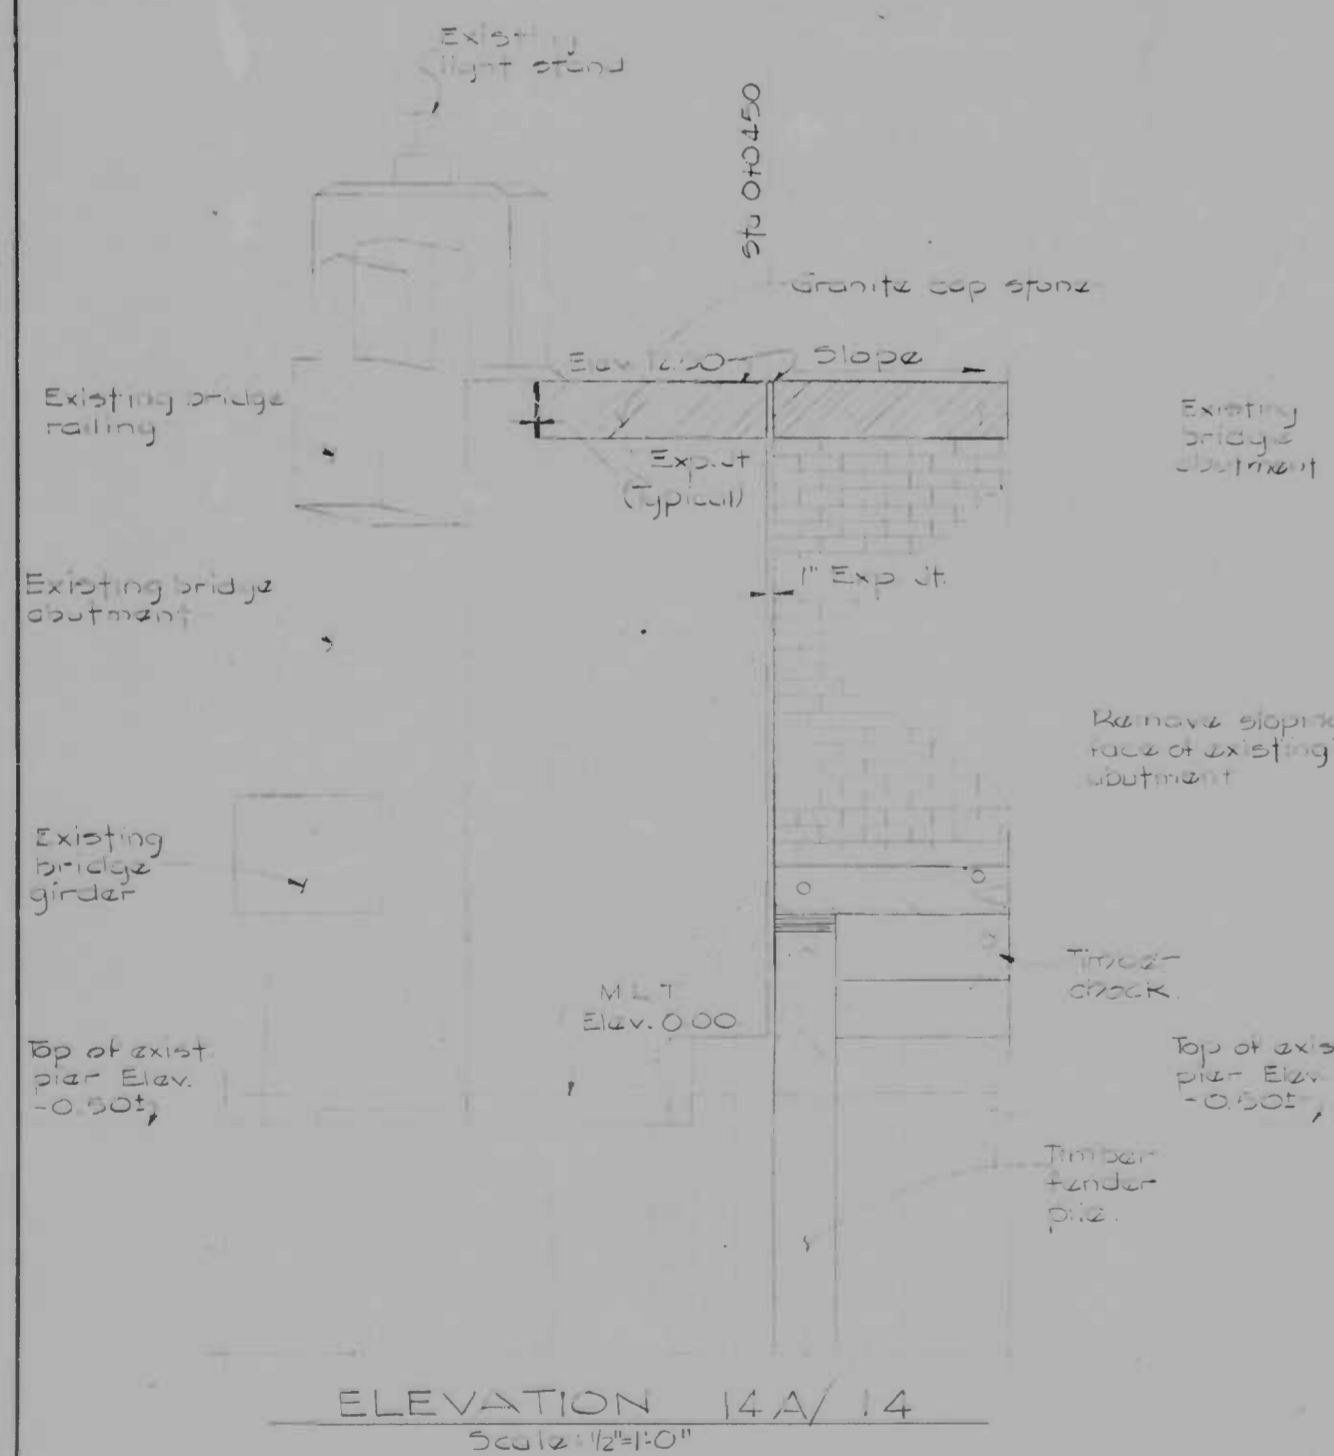 Existing
light stand
Sta 0+04.50
Granite cap stone
Elev 12.50
Slope
Existing bridge
railing
Existing
bridge
abutment
Exp. Jt
(Typical)
Existing bridge
abutment
1" Exp Jt.
Remove sloping
face of existing
abutment
Existing
bridge
girder
Timber
chock.
M L T
Elev. 0.00
Top of exist
pier Elev.
-0.50±
Top of exis
pier Elev
-0.50±
Timber
fender
pile.
ELEVATION 14A/14
Scale: 1/2"=1'-0"